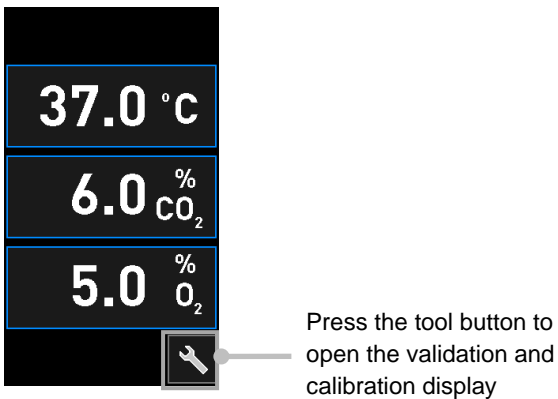 37.0 °C
6.0 % CO₂
5.0 % O₂
Press the tool button to
open the validation and
calibration display